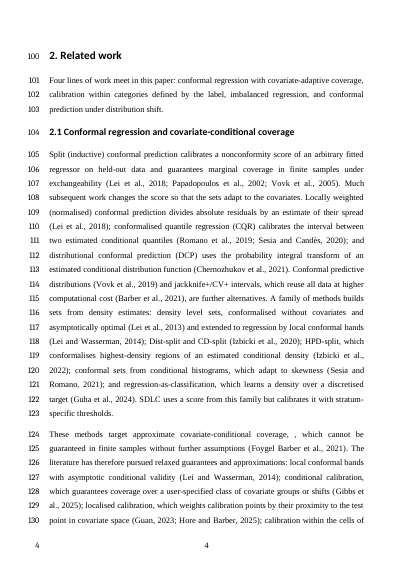 100 2. Related work
101 Four lines of work meet in this paper: conformal regression with covariate-adaptive coverage,
102 calibration within categories defined by the label, imbalanced regression, and conformal
103 prediction under distribution shift.
104 2.1 Conformal regression and covariate-conditional coverage
105 Split (inductive) conformal prediction calibrates a nonconformity score of an arbitrary fitted
106 regressor on held-out data and guarantees marginal coverage in finite samples under
107 exchangeability (Lei et al., 2018; Papadopoulos et al., 2002; Vovk et al., 2005). Much
108 subsequent work changes the score so that the sets adapt to the covariates. Locally weighted
109 (normalised) conformal prediction divides absolute residuals by an estimate of their spread
110 (Lei et al., 2018); conformalised quantile regression (CQR) calibrates the interval between
111 two estimated conditional quantiles (Romano et al., 2019; Sesia and Candès, 2020); and
112 distributional conformal prediction (DCP) uses the probability integral transform of an
113 estimated conditional distribution function (Chernozhukov et al., 2021). Conformal predictive
114 distributions (Vovk et al., 2019) and jackknife+/CV+ intervals, which reuse all data at higher
115 computational cost (Barber et al., 2021), are further alternatives. A family of methods builds
116 sets from density estimates: density level sets, conformalised without covariates and
117 asymptotically optimal (Lei et al., 2013) and extended to regression by local conformal bands
118 (Lei and Wasserman, 2014); Dist-split and CD-split (Izbicki et al., 2020); HPD-split, which
119 conformalises highest-density regions of an estimated conditional density (Izbicki et al.,
120 2022); conformal sets from conditional histograms, which adapt to skewness (Sesia and
121 Romano, 2021); and regression-as-classification, which learns a density over a discretised
122 target (Guha et al., 2024). SDLC uses a score from this family but calibrates it with stratum-
123 specific thresholds.
124 These methods target approximate covariate-conditional coverage, , which cannot be
125 guaranteed in finite samples without further assumptions (Foygel Barber et al., 2021). The
126 literature has therefore pursued relaxed guarantees and approximations: local conformal bands
127 with asymptotic conditional validity (Lei and Wasserman, 2014); conditional calibration,
128 which guarantees coverage over a user-specified class of covariate groups or shifts (Gibbs et
129 al., 2025); localised calibration, which weights calibration points by their proximity to the test
130 point in covariate space (Guan, 2023; Hore and Barber, 2025); calibration within the cells of
4 4